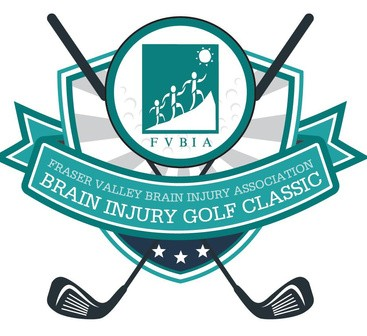 FVBIA
FRASER VALLEY BRAIN INJURY ASSOCIATION
BRAIN INJURY GOLF CLASSIC